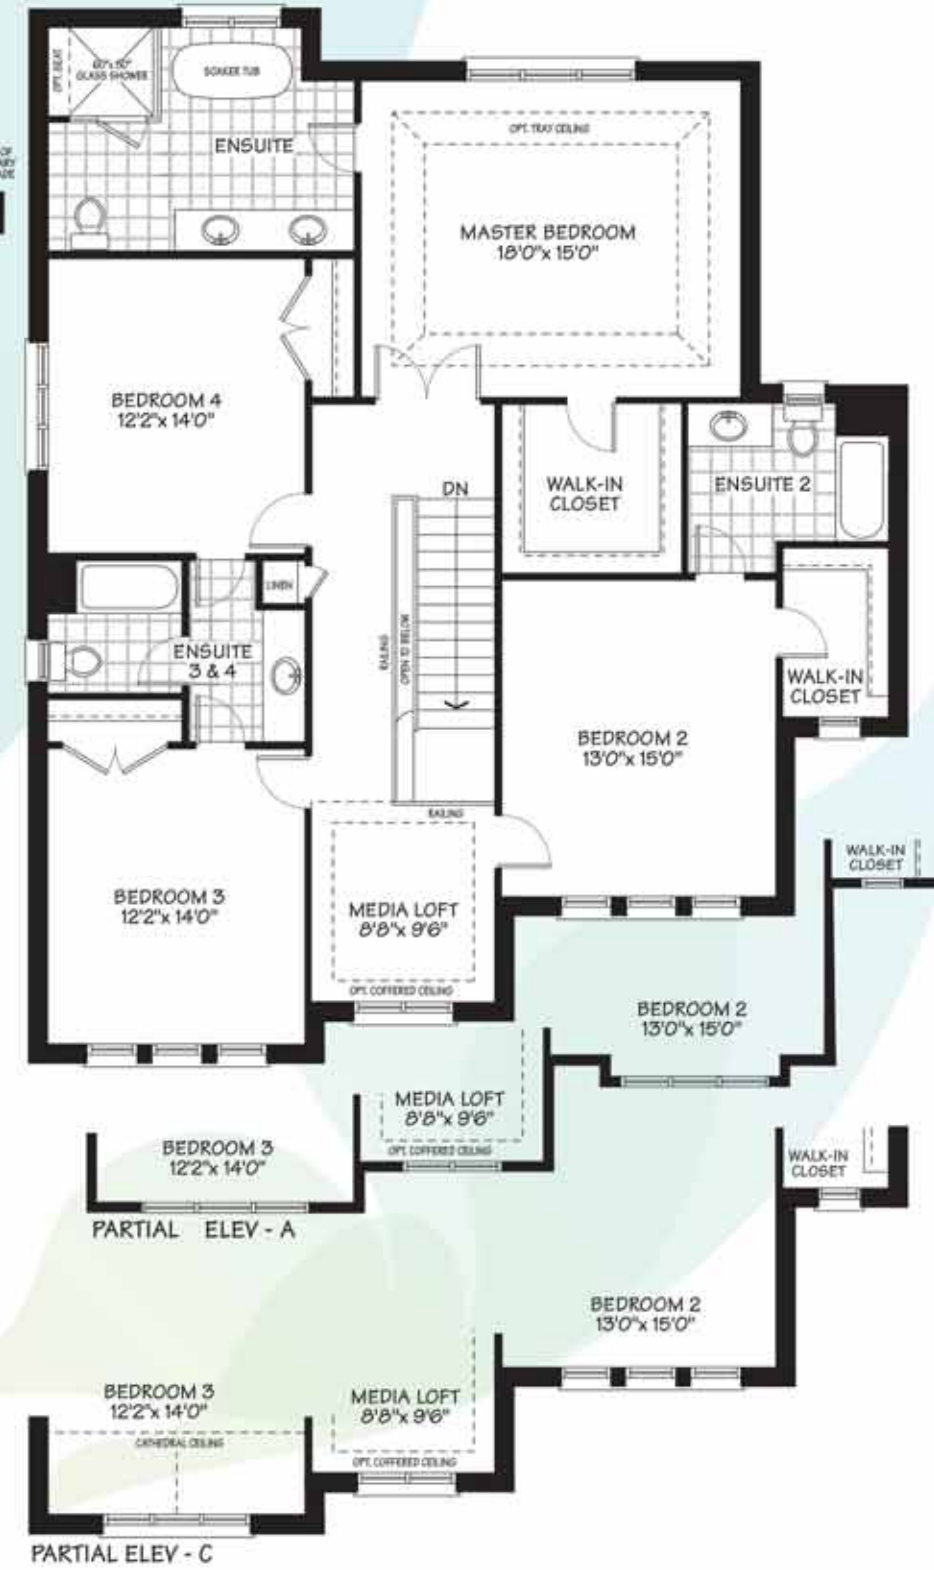 OPT. SEAT
60"x 50"
GLASS SHOWER
SOAKER TUB
ENSUITE
OPT. TRAY CEILING
MASTER BEDROOM
18'0"x 15'0"
BEDROOM 4
12'2"x 14'0"
DN
WALK-IN
CLOSET
ENSUITE 2
LINEN
RAILING
OPEN TO BELOW
ENSUITE
3 & 4
WALK-IN
CLOSET
BEDROOM 2
13'0"x 15'0"
RAILING
BEDROOM 3
12'2"x 14'0"
MEDIA LOFT
8'8"x 9'6"
OPT. COFFERED CEILING
WALK-IN
CLOSET
BEDROOM 2
13'0"x 15'0"
MEDIA LOFT
8'8"x 9'6"
OPT. COFFERED CEILING
BEDROOM 3
12'2"x 14'0"
PARTIAL ELEV - A
WALK-IN
CLOSET
BEDROOM 2
13'0"x 15'0"
BEDROOM 3
12'2"x 14'0"
CATHEDRAL CEILING
MEDIA LOFT
8'8"x 9'6"
OPT. COFFERED CEILING
PARTIAL ELEV - C